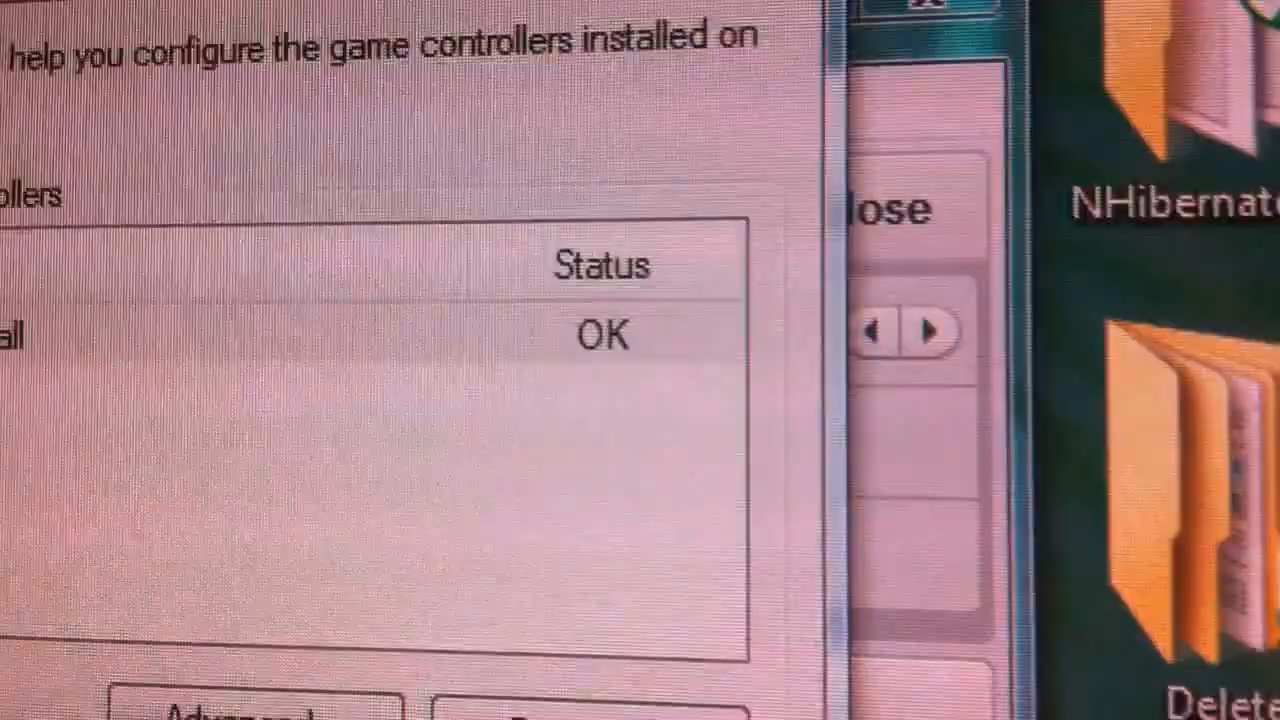 help you configure the game controllers installed on
ollers
Status
all
OK
lose
NHibernate
Delete